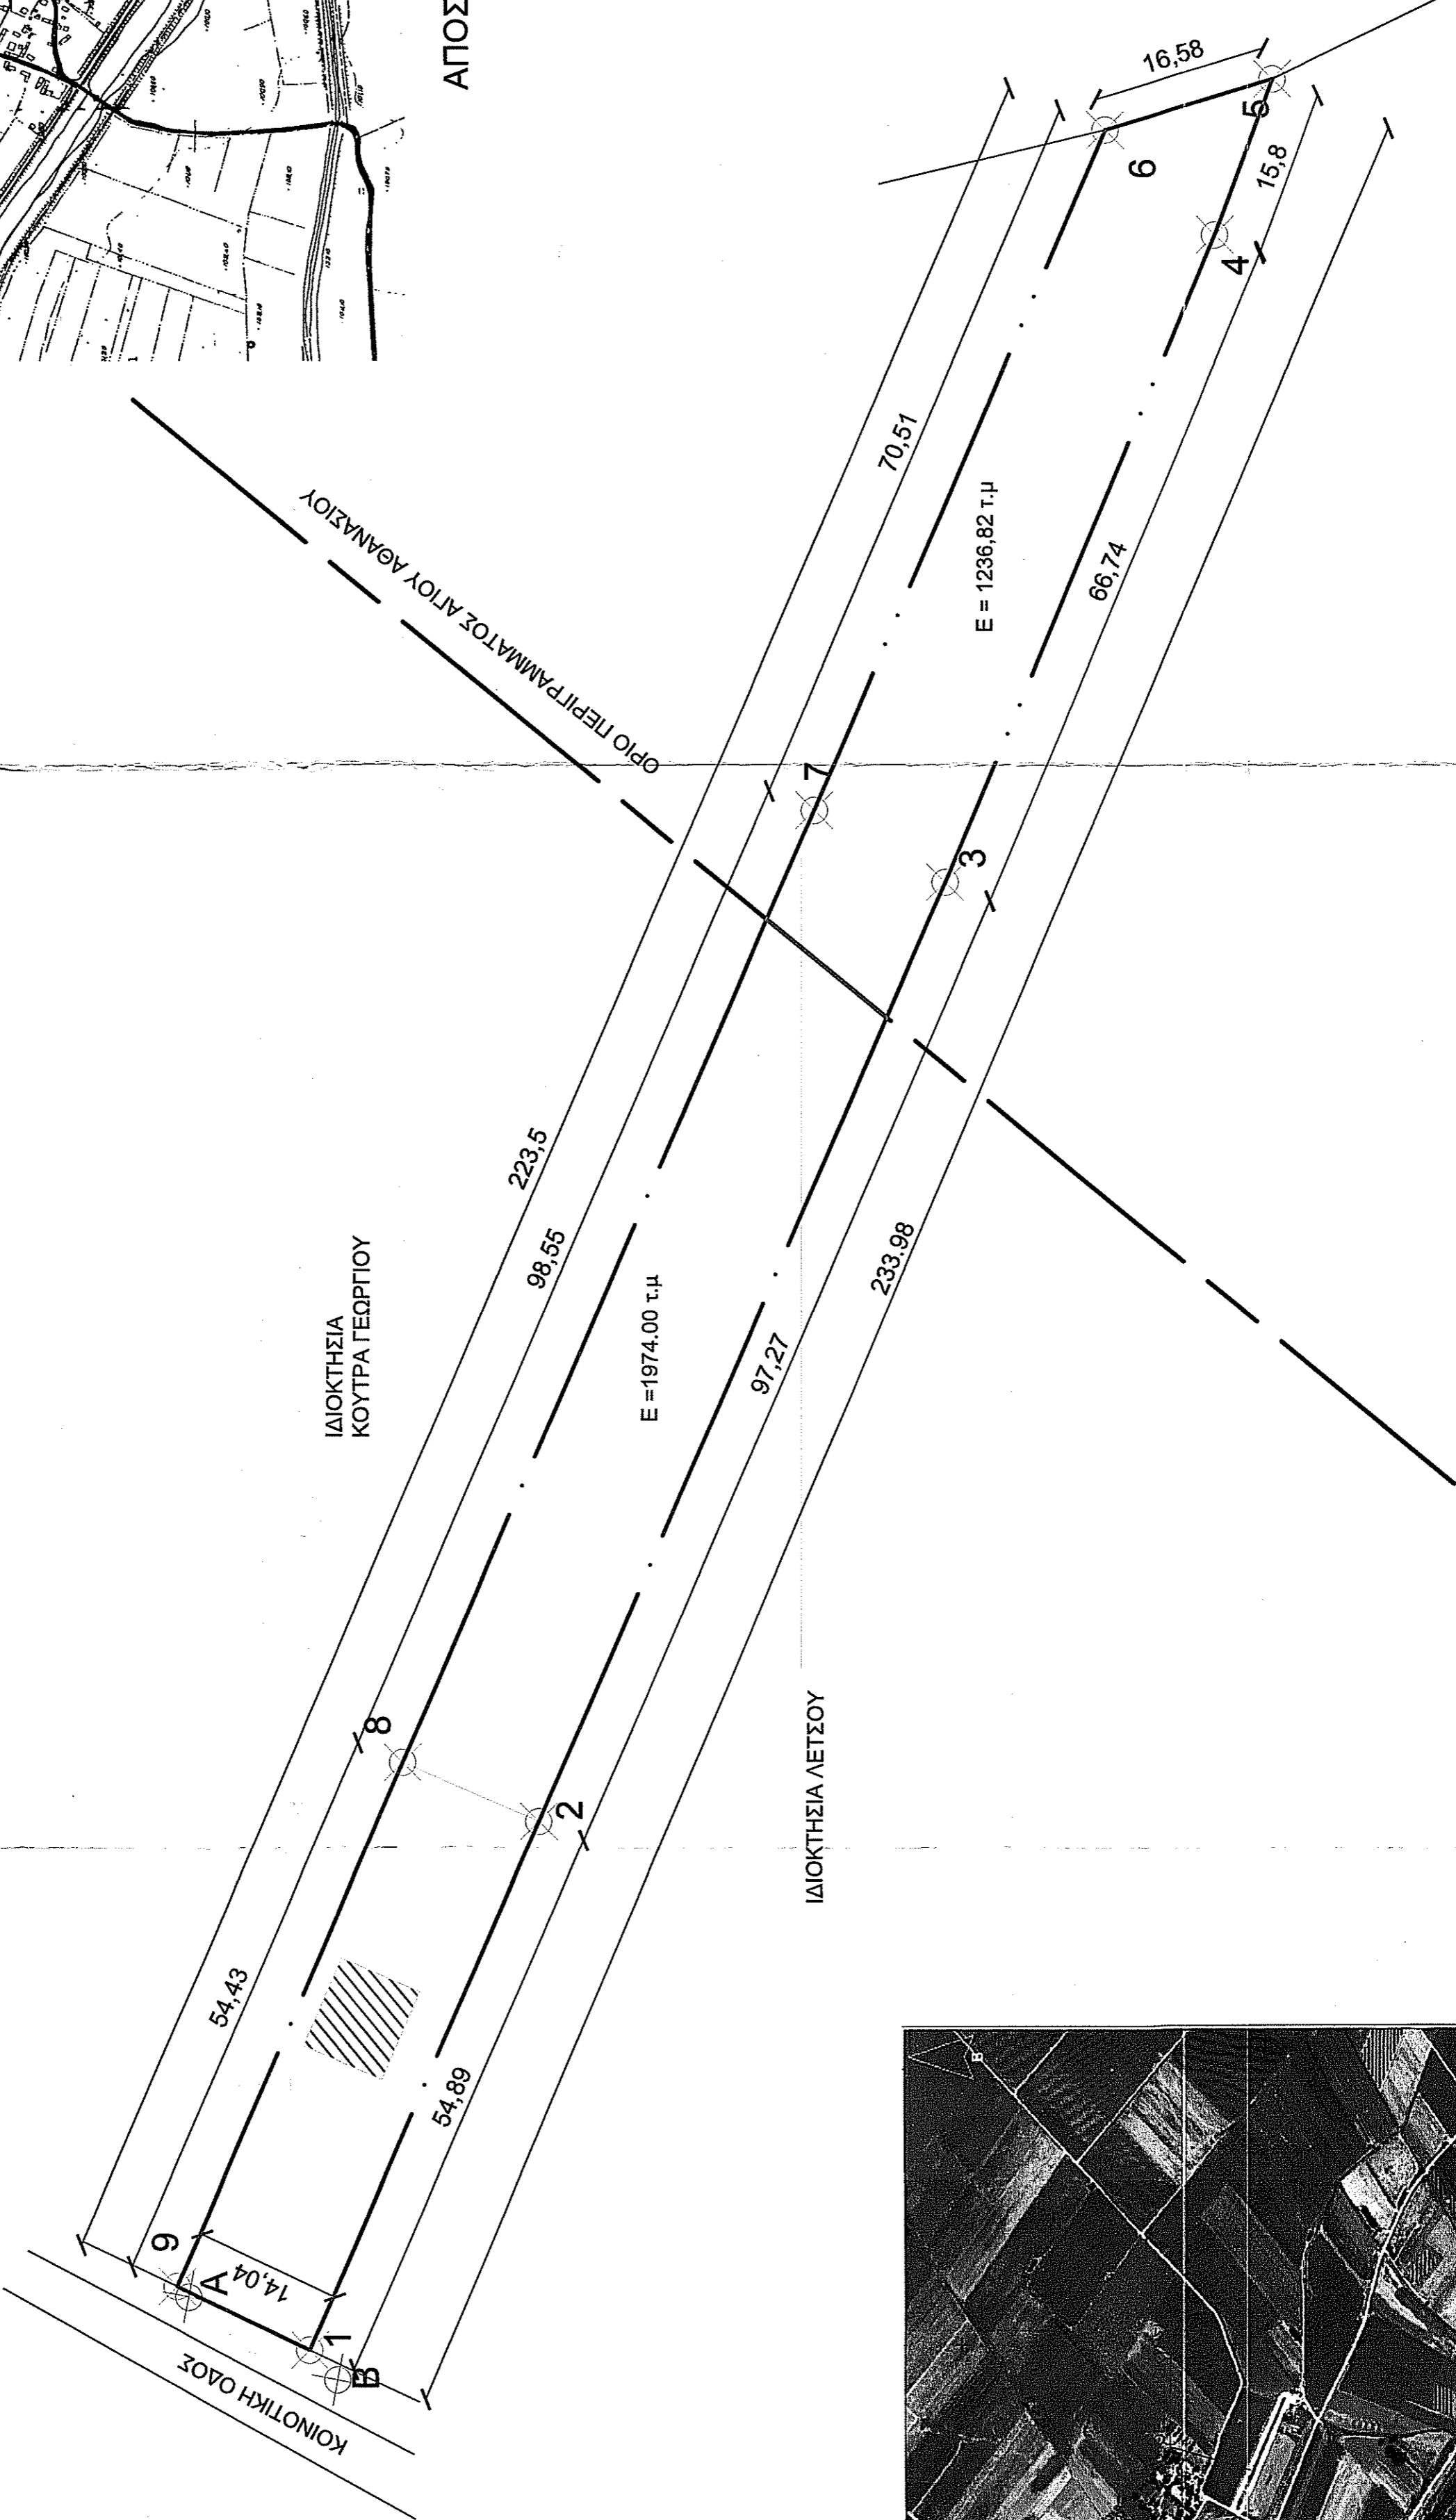 ΑΠΟΣ
16,58
5
6
15,8
4
70,51
Ε = 1236,82 τ.μ
66,74
ΟΡΙΟ ΠΕΡΙΓΡΑΜΜΑΤΟΣ ΑΓΙΟΥ ΑΘΑΝΑΣΙΟΥ
7
3
223,5
98,55
ΙΔΙΟΚΤΗΣΙΑ
ΚΟΥΤΡΑ ΓΕΩΡΓΙΟΥ
Ε =1974.00 τ.μ
233.98
97,27
8
2
ΙΔΙΟΚΤΗΣΙΑ ΛΕΤΣΟΥ
54,43
54,89
9
Α
14,04
1
Β
ΚΟΙΝΟΤΙΚΗ ΟΔΟΣ
Β